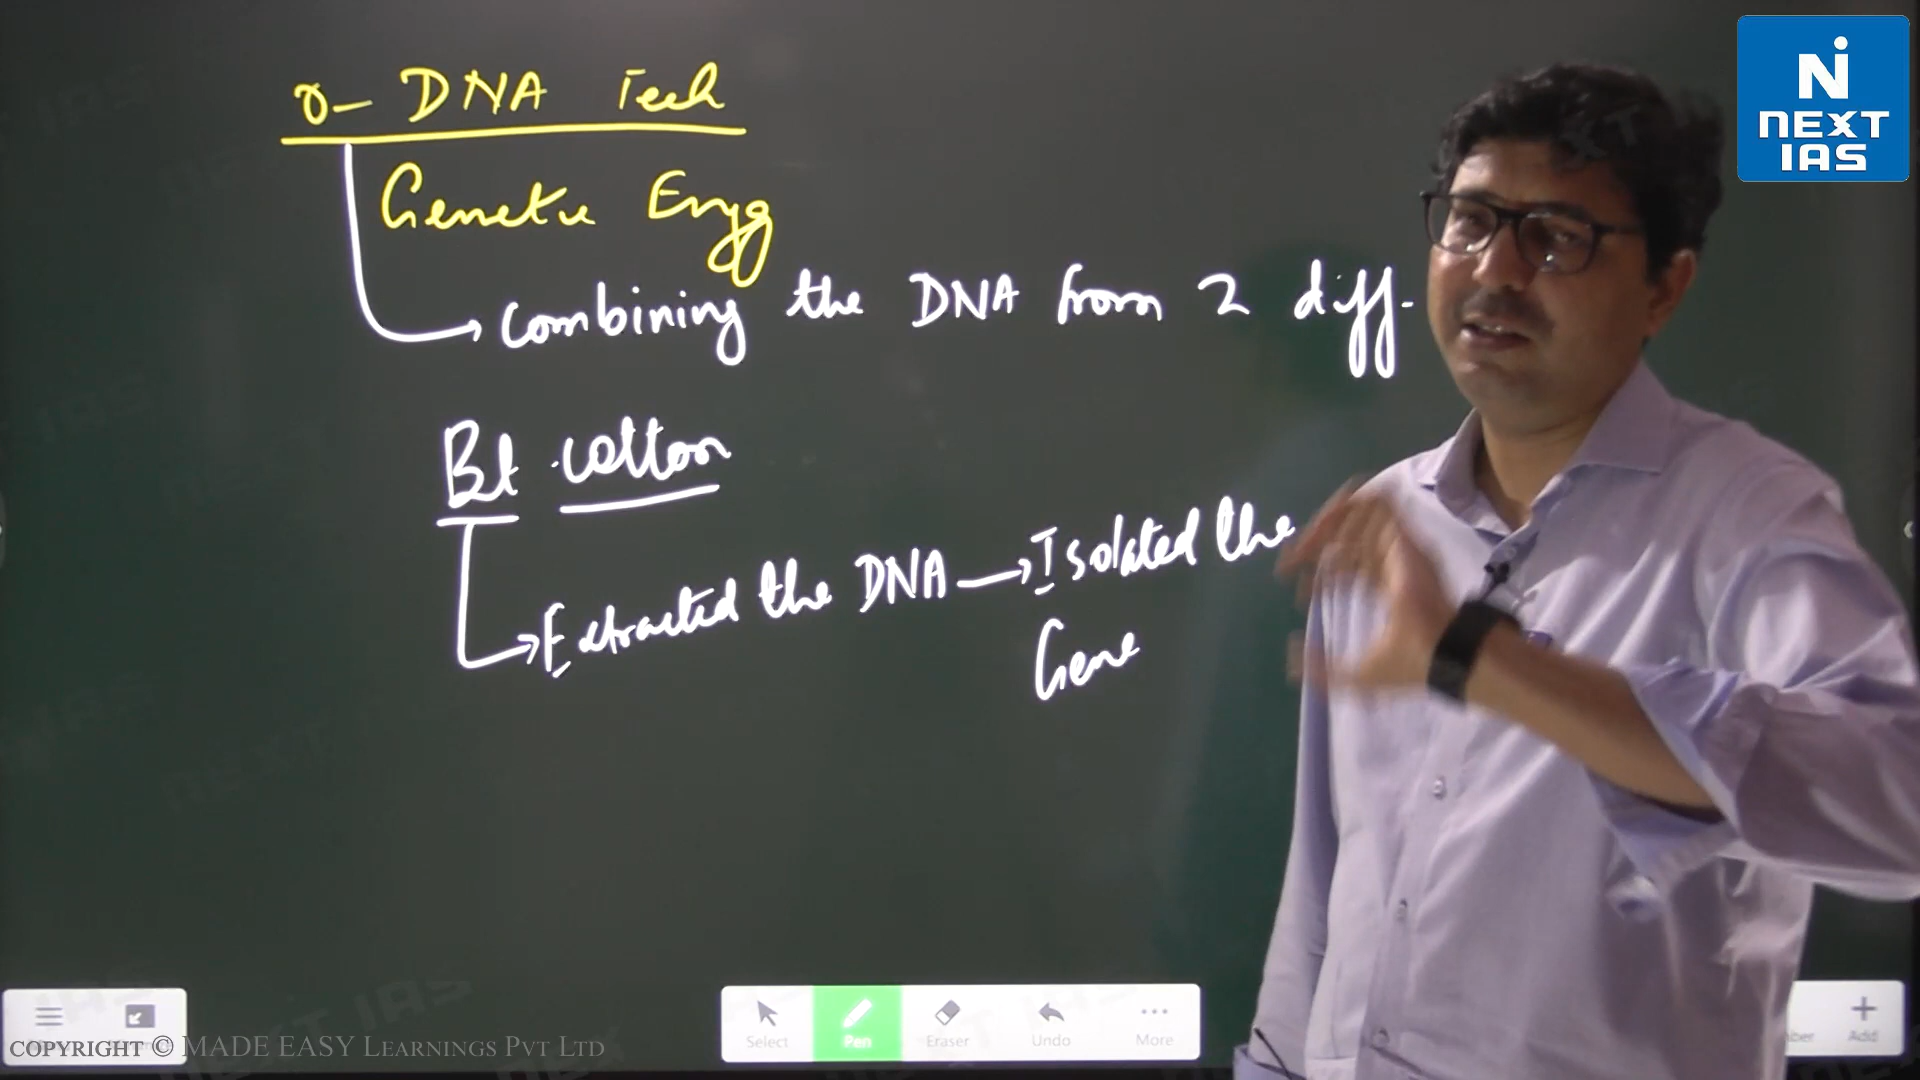 r- DNA Tech
Genetic Engg
combining the DNA from 2 diff.
Bt cotton
Extracted the DNA → Isolated the
Gene
NEXT
IAS
Select
Pen
Eraser
Undo
More
Add
COPYRIGHT © MADE EASY LEARNINGS PVT LTD